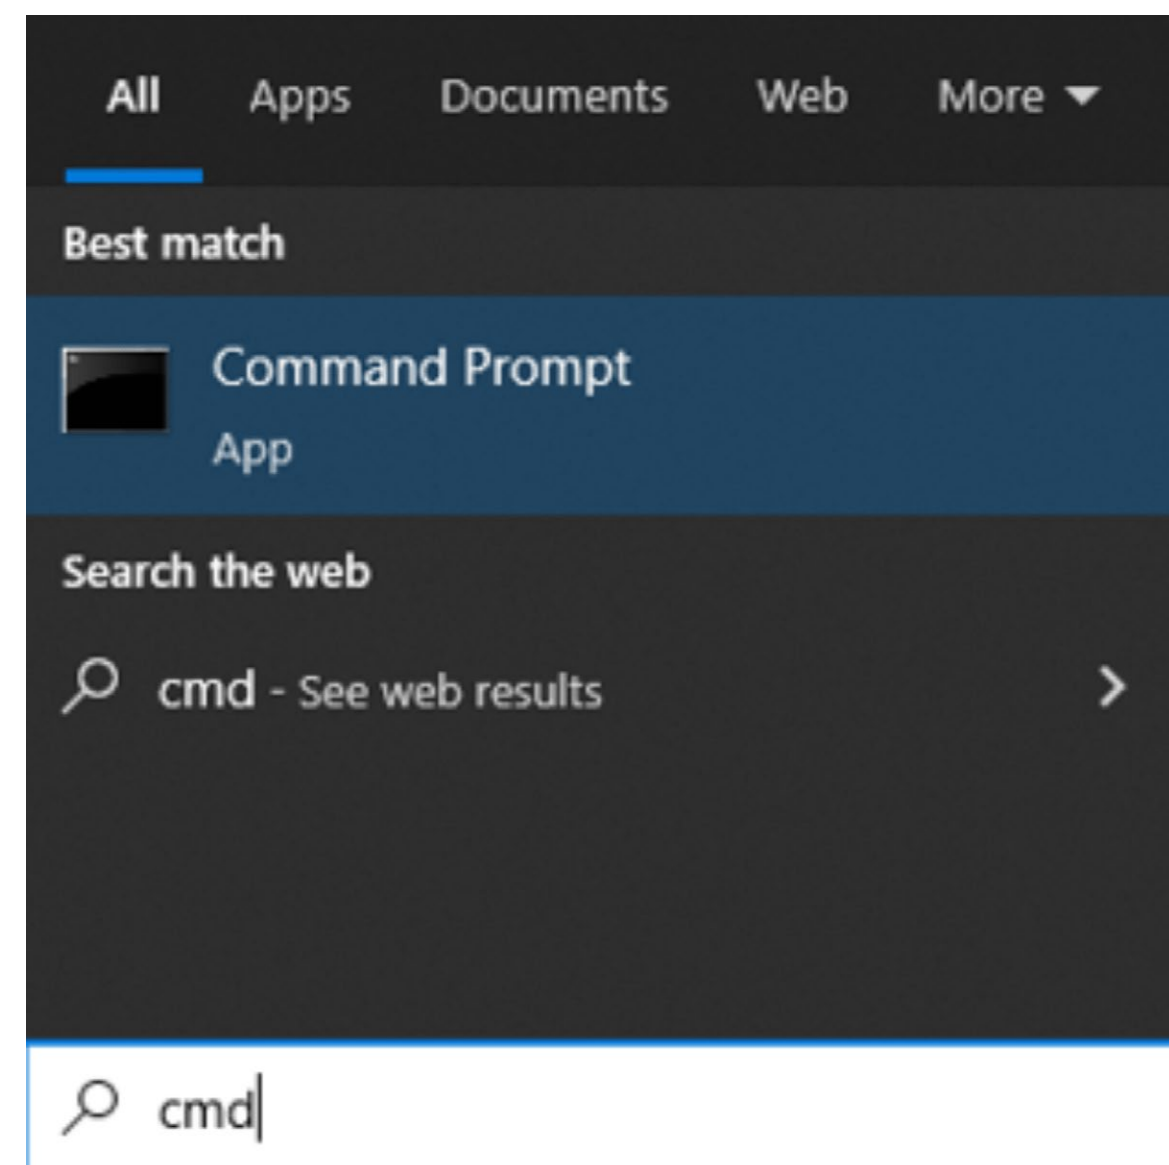 All Apps Documents Web More
Best match
Command Prompt
App
Search the web
cmd - See web results
cmd